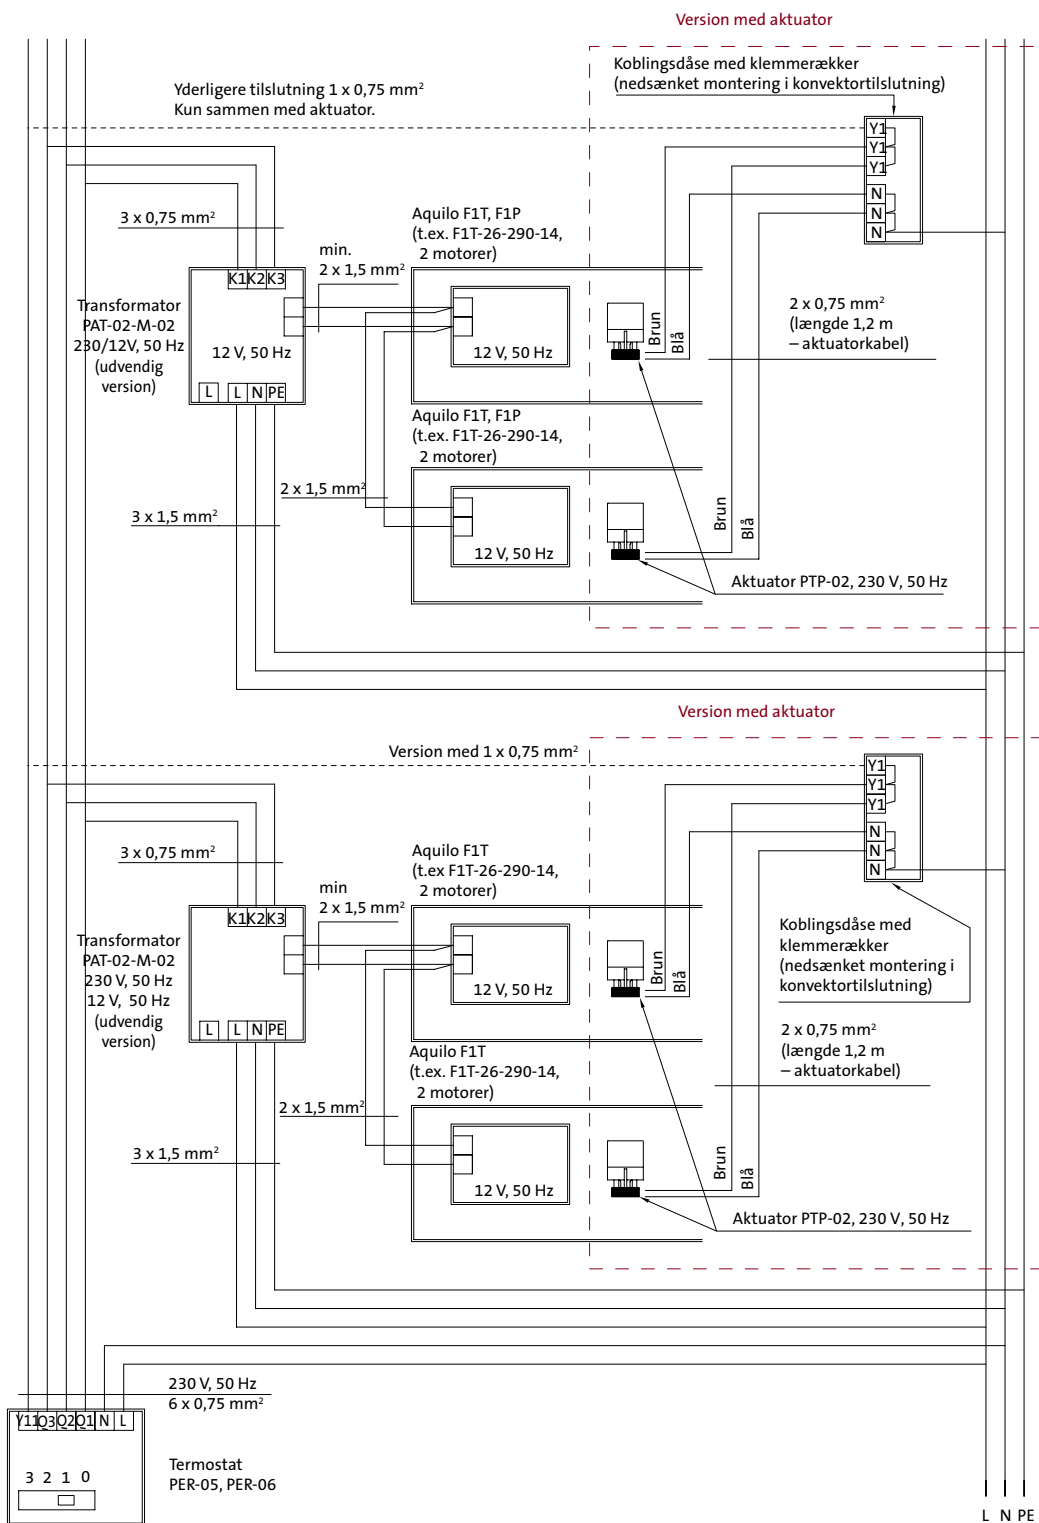 Version med aktuator
Koblingsdåse med klemmerækker
(nedsænket montering i konvektortilslutning)
Yderligere tilslutning 1 x 0,75 mm²
Kun sammen med aktuator.
Y1
Y1
Y1
N
N
N
3 x 0,75 mm²
min.
2 x 1,5 mm²
Aquilo F1T, F1P
(t.ex. F1T-26-290-14,
2 motorer)
K1 K2 K3
Transformator
PAT-02-M-02
230/12V, 50 Hz
(udvendig
version)
12 V, 50 Hz
L L N PE
12 V, 50 Hz
Brun
Blå
2 x 0,75 mm²
(længde 1,2 m
– aktuatorkabel)
Aquilo F1T, F1P
(t.ex. F1T-26-290-14,
2 motorer)
2 x 1,5 mm²
3 x 1,5 mm²
12 V, 50 Hz
Brun
Blå
Aktuator PTP-02, 230 V, 50 Hz
Version med aktuator
Version med 1 x 0,75 mm²
Y1
Y1
Y1
N
N
N
3 x 0,75 mm²
min
2 x 1,5 mm²
Aquilo F1T
(t.ex F1T-26-290-14,
2 motorer)
K1 K2 K3
Transformator
PAT-02-M-02
230 V, 50 Hz
12 V, 50 Hz
(udvendig
version)
L L N PE
12 V, 50 Hz
Brun
Blå
Koblingsdåse med
klemmerækker
(nedsænket montering i
konvektortilslutning)
2 x 0,75 mm²
(længde 1,2 m
– aktuatorkabel)
Aquilo F1T
(t.ex. F1T-26-290-14,
2 motorer)
2 x 1,5 mm²
3 x 1,5 mm²
12 V, 50 Hz
Brun
Blå
Aktuator PTP-02, 230 V, 50 Hz
230 V, 50 Hz
6 x 0,75 mm²
Y11 Q3 Q2 Q1 N L
3 2 1 0
Termostat
PER-05, PER-06
L N PE